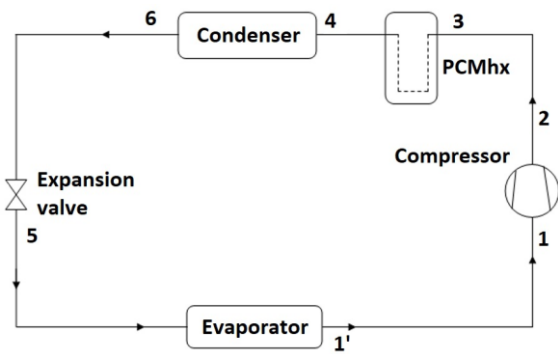 6
Condenser
4
3
PCMhx
2
Compressor
Expansion
valve
5
1
Evaporator
1'